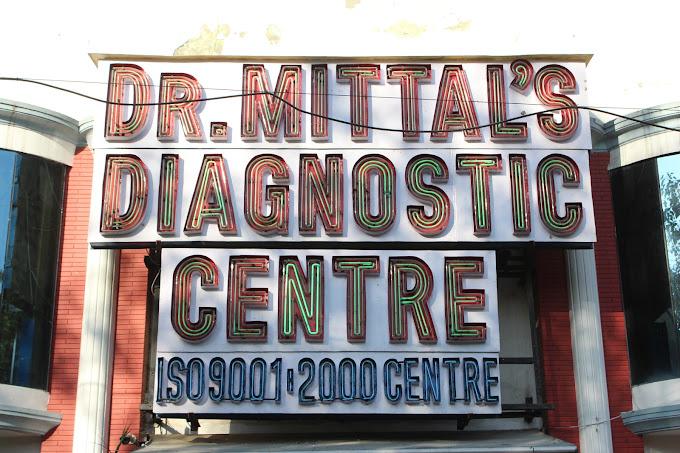 DR. MITTAL'S
DIAGNOSTIC
CENTRE
ISO 9001:2000 CENTRE